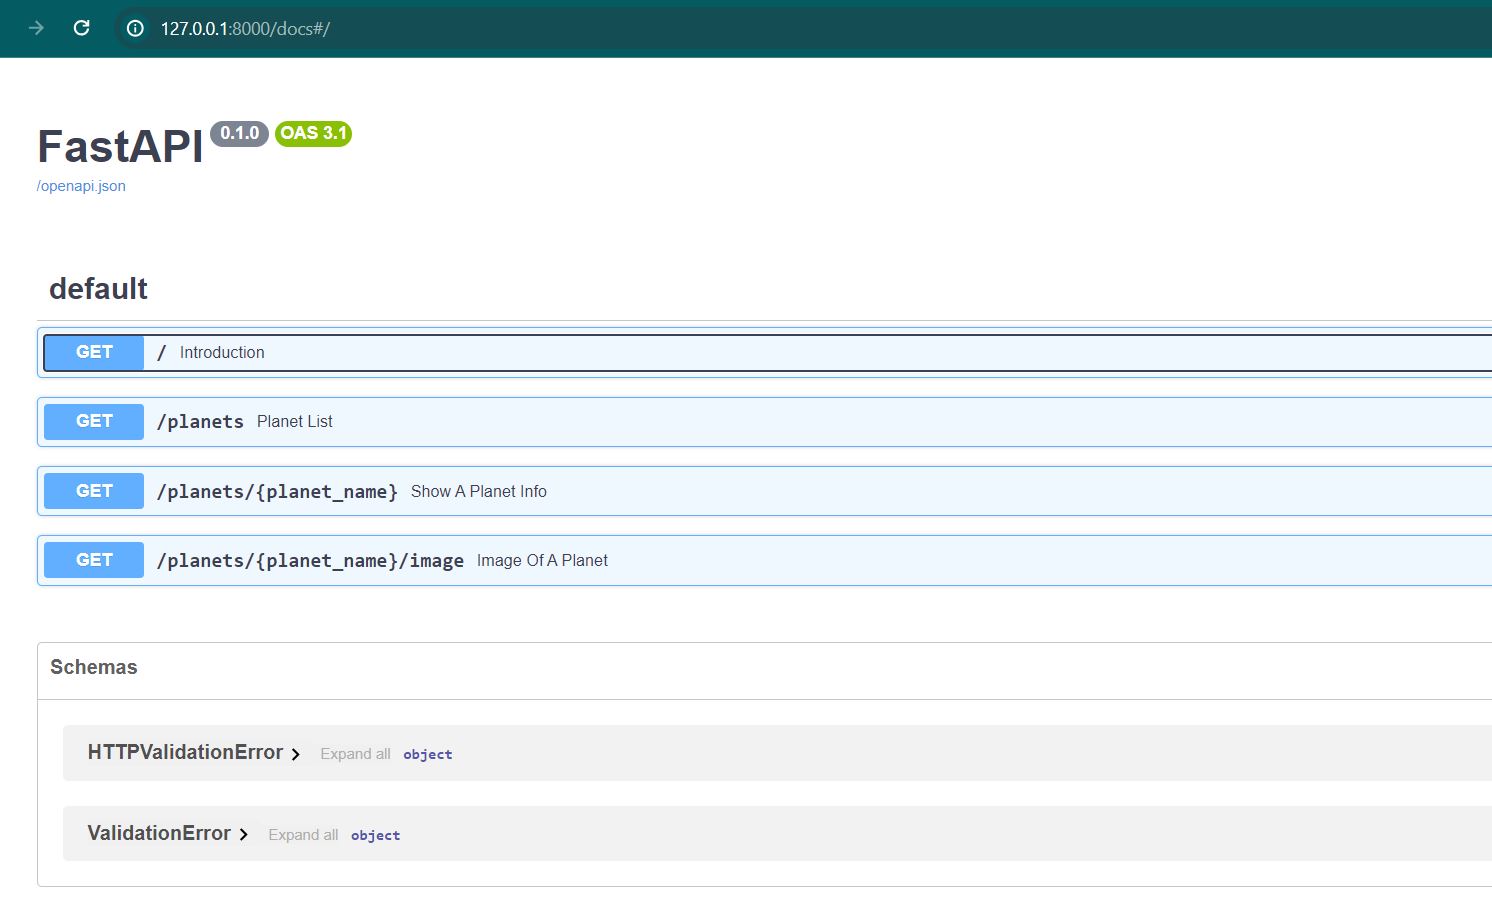 127.0.0.1:8000/docs#/
FastAPI 0.1.0 OAS 3.1
/openapi.json
default
GET / Introduction
GET /planets Planet List
GET /planets/{planet_name} Show A Planet Info
GET /planets/{planet_name}/image Image Of A Planet
Schemas
HTTPValidationError Expand all object
ValidationError Expand all object